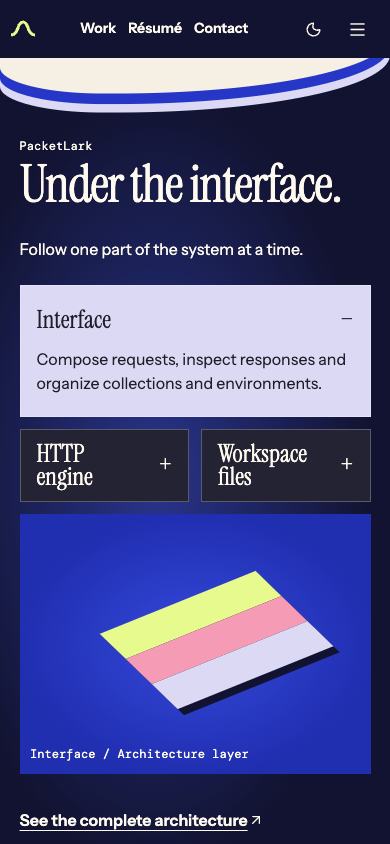 Work Résumé Contact
PacketLark
Under the interface.
Follow one part of the system at a time.
Interface −
Compose requests, inspect responses and
organize collections and environments.
HTTP
engine +
Workspace
files +
Interface / Architecture layer
See the complete architecture ↗